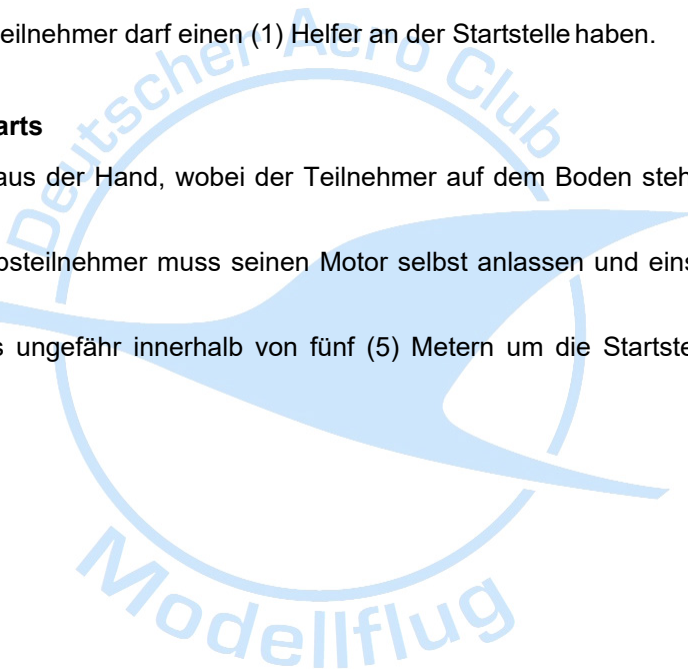 eilnehmer darf einen (1) Helfer an der Startstelle haben.
arts
aus der Hand, wobei der Teilnehmer auf dem Boden steh
bsteilnehmer muss seinen Motor selbst anlassen und eins
s ungefähr innerhalb von fünf (5) Metern um die Startste
Deutscher Aero Club
Modellflug